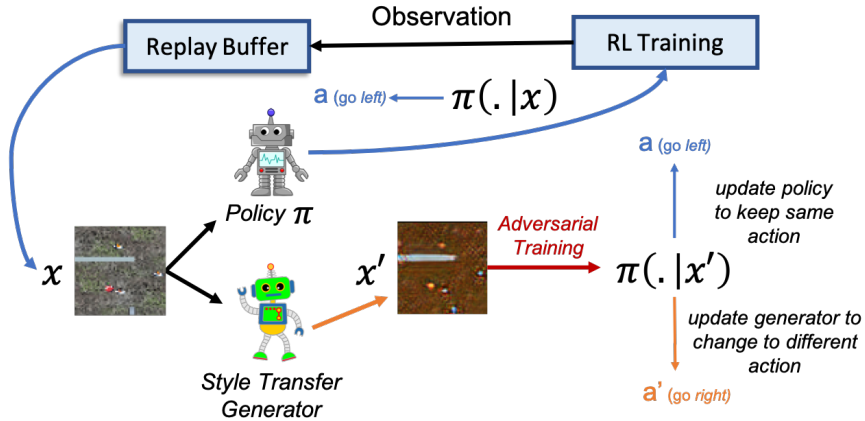 Observation
Replay Buffer
RL Training
a (go left)
π(.|x)
Policy π
a (go left)
update policy
to keep same
action
x
x′
Adversarial
Training
π(.|x′)
update generator to
change to different
action
Style Transfer
Generator
a' (go right)